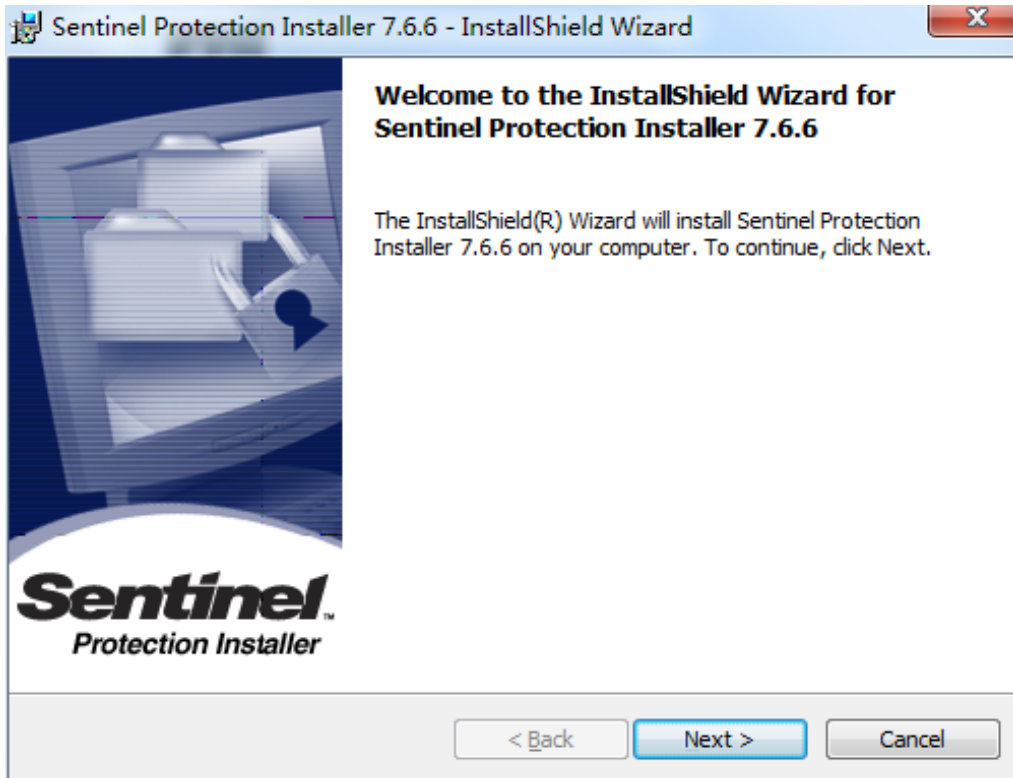 Sentinel Protection Installer 7.6.6 - InstallShield Wizard
Welcome to the InstallShield Wizard for
Sentinel Protection Installer 7.6.6
The InstallShield(R) Wizard will install Sentinel Protection
Installer 7.6.6 on your computer. To continue, click Next.
Sentinel™
Protection Installer
< Back Next > Cancel